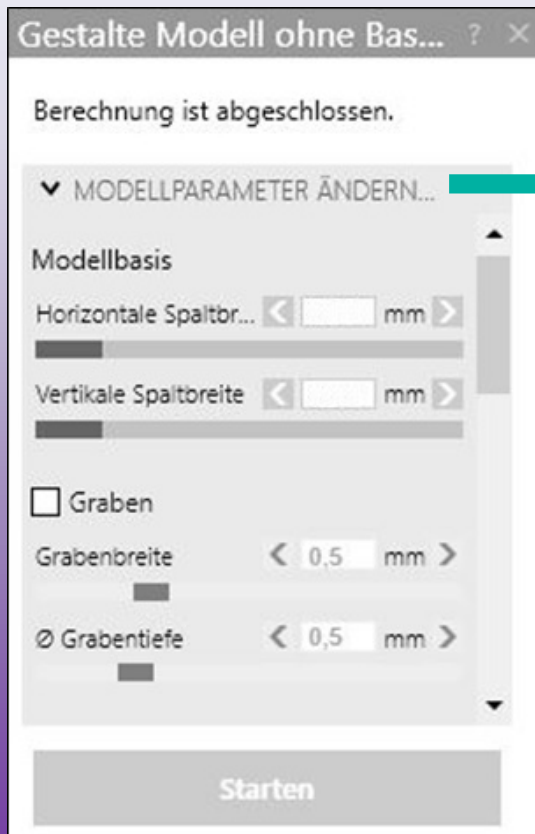 Gestalte Modell ohne Bas... ? ×
Berechnung ist abgeschlossen.
MODELLPARAMETER ÄNDERN...
Modellbasis
Horizontale Spaltbr... mm
Vertikale Spaltbreite mm
Graben
Grabenbreite 0,5 mm
Ø Grabentiefe 0,5 mm
Starten